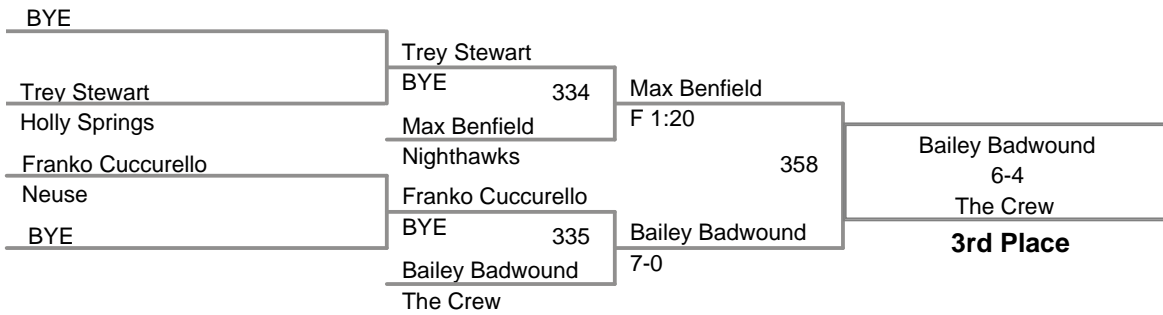 BYE
Trey Stewart
Holly Springs
Franko Cuccurello
Neuse
BYE
Trey Stewart
BYE
334
Max Benfield
Nighthawks
Franko Cuccurello
BYE
335
Bailey Badwound
The Crew
Max Benfield
F 1:20
358
Bailey Badwound
7-0
Bailey Badwound
6-4
The Crew
3rd Place